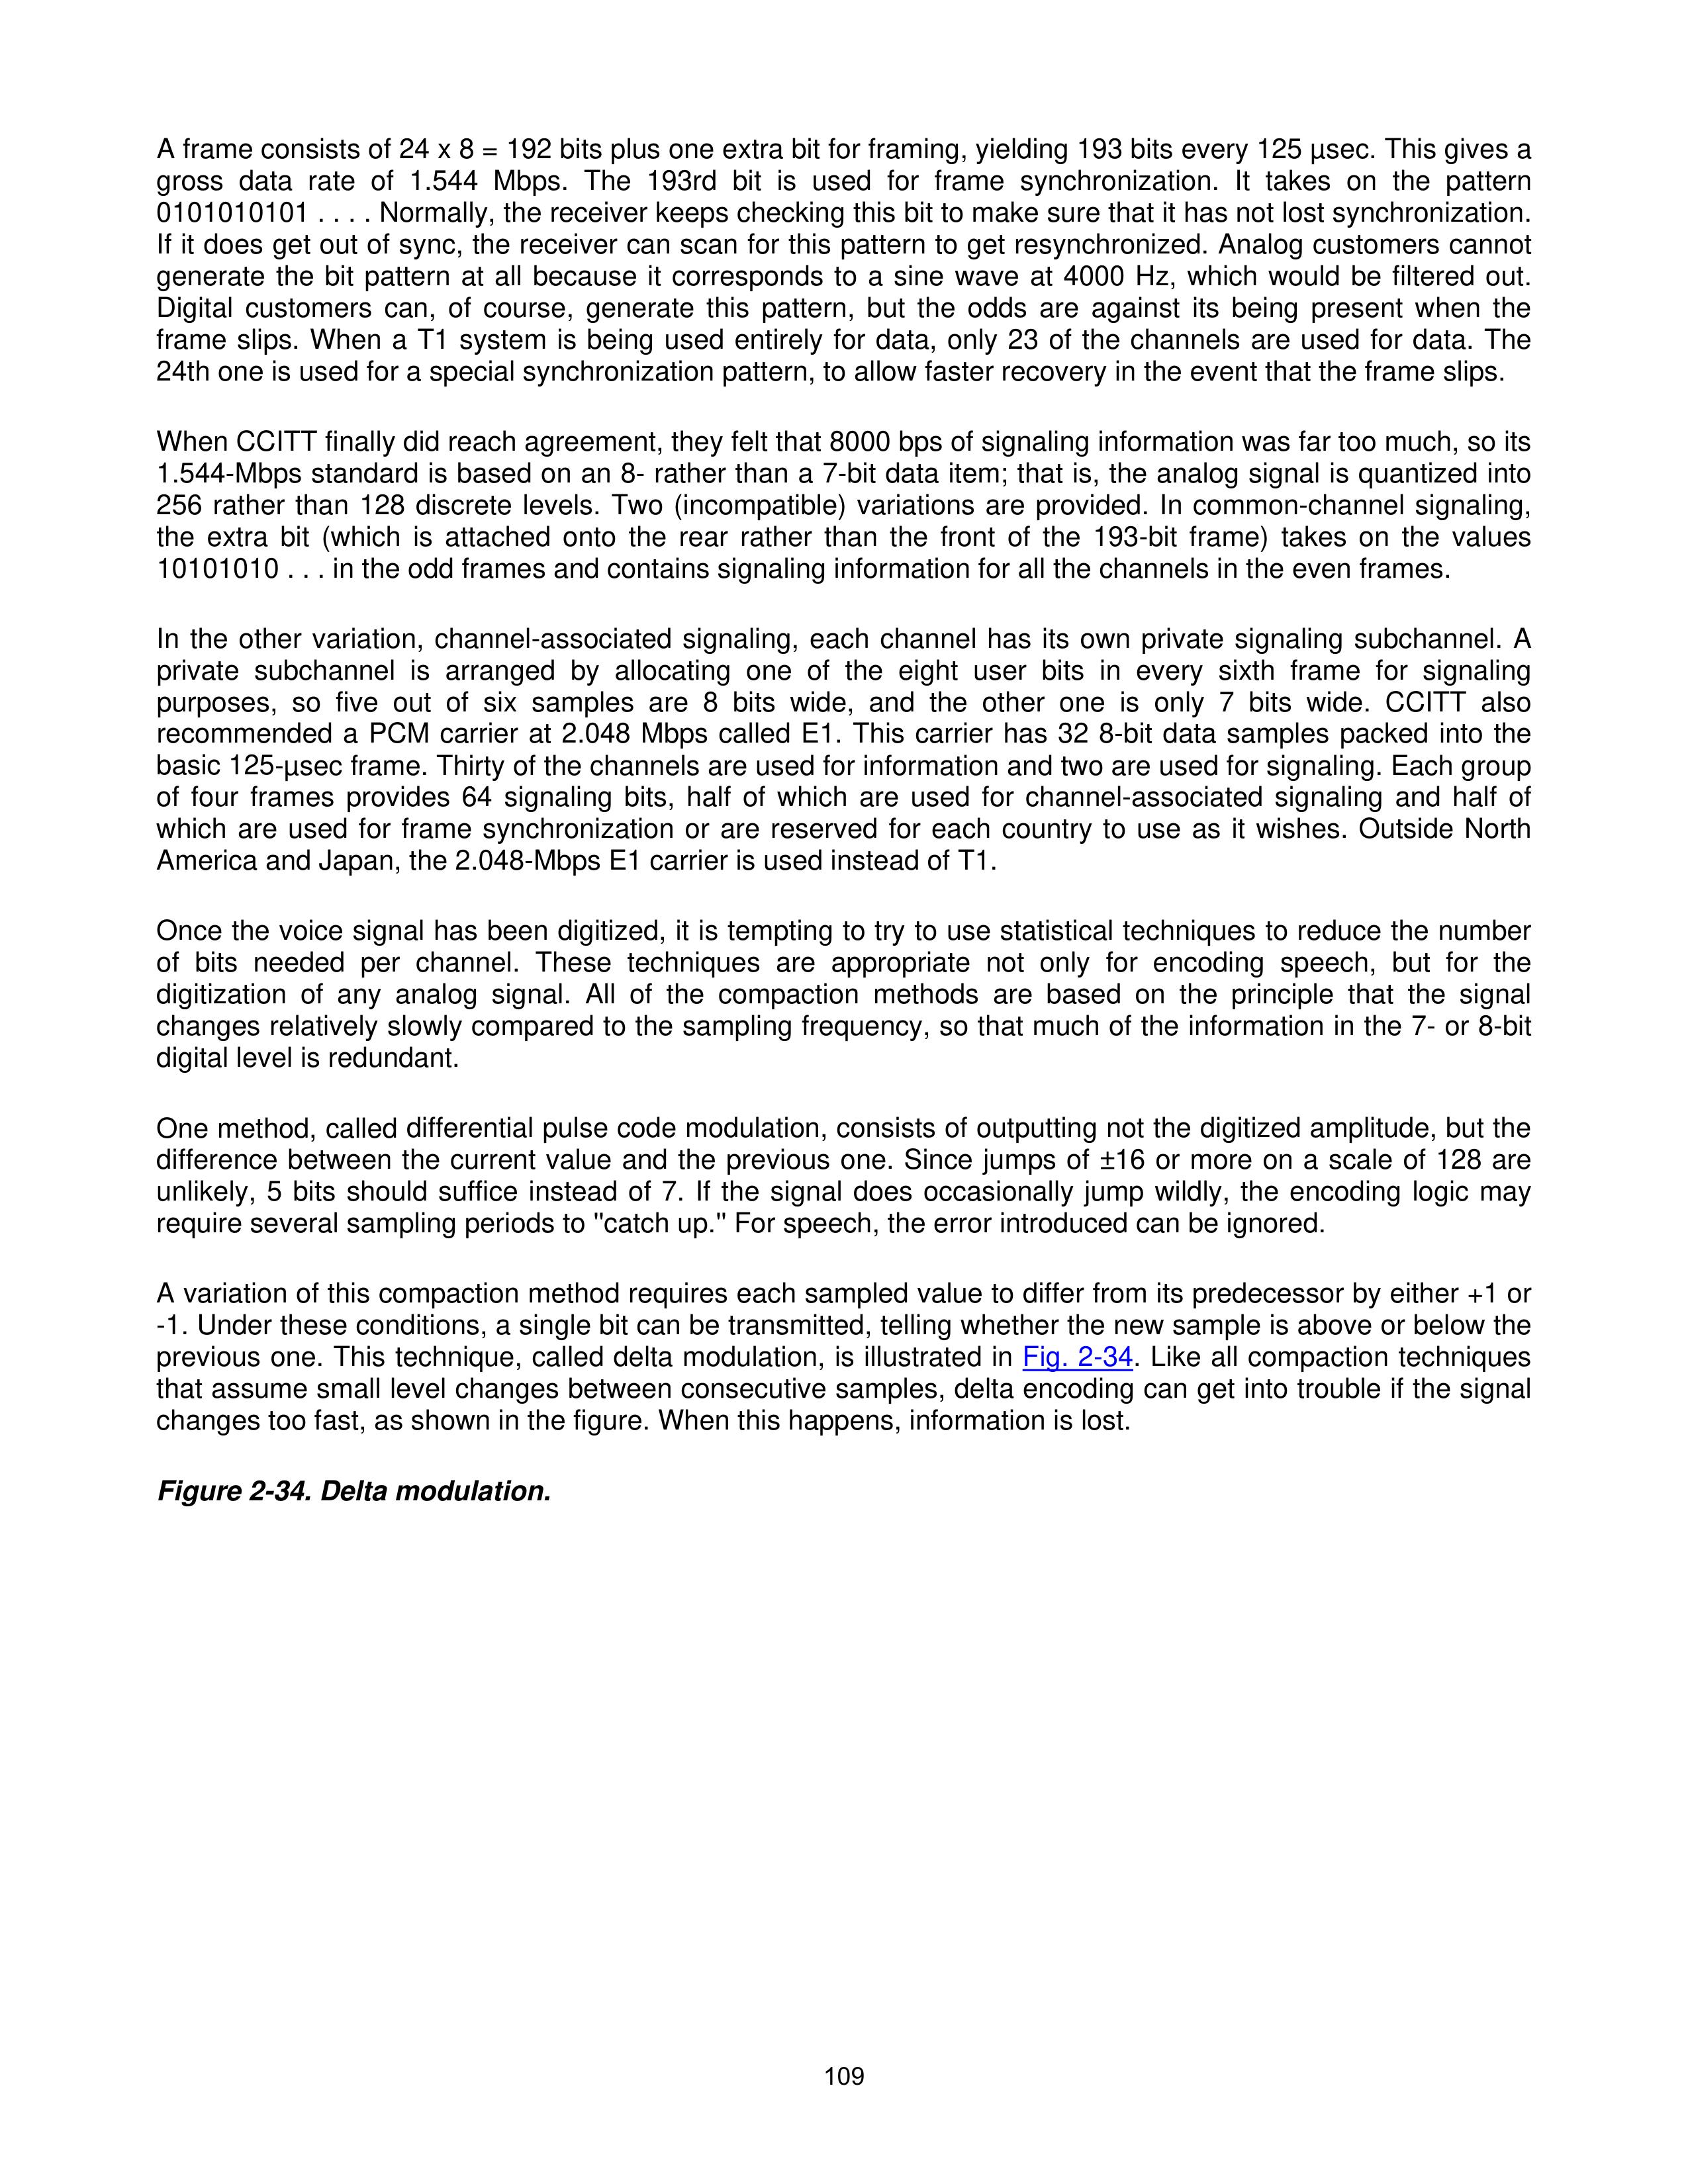 A frame consists of 24 x 8 = 192 bits plus one extra bit for framing, yielding 193 bits every 125 µsec. This gives a
gross data rate of 1.544 Mbps. The 193rd bit is used for frame synchronization. It takes on the pattern
0101010101 . . . . Normally, the receiver keeps checking this bit to make sure that it has not lost synchronization.
If it does get out of sync, the receiver can scan for this pattern to get resynchronized. Analog customers cannot
generate the bit pattern at all because it corresponds to a sine wave at 4000 Hz, which would be filtered out.
Digital customers can, of course, generate this pattern, but the odds are against its being present when the
frame slips. When a T1 system is being used entirely for data, only 23 of the channels are used for data. The
24th one is used for a special synchronization pattern, to allow faster recovery in the event that the frame slips.
When CCITT finally did reach agreement, they felt that 8000 bps of signaling information was far too much, so its
1.544-Mbps standard is based on an 8- rather than a 7-bit data item; that is, the analog signal is quantized into
256 rather than 128 discrete levels. Two (incompatible) variations are provided. In common-channel signaling,
the extra bit (which is attached onto the rear rather than the front of the 193-bit frame) takes on the values
10101010 . . . in the odd frames and contains signaling information for all the channels in the even frames.
In the other variation, channel-associated signaling, each channel has its own private signaling subchannel. A
private subchannel is arranged by allocating one of the eight user bits in every sixth frame for signaling
purposes, so five out of six samples are 8 bits wide, and the other one is only 7 bits wide. CCITT also
recommended a PCM carrier at 2.048 Mbps called E1. This carrier has 32 8-bit data samples packed into the
basic 125-µsec frame. Thirty of the channels are used for information and two are used for signaling. Each group
of four frames provides 64 signaling bits, half of which are used for channel-associated signaling and half of
which are used for frame synchronization or are reserved for each country to use as it wishes. Outside North
America and Japan, the 2.048-Mbps E1 carrier is used instead of T1.
Once the voice signal has been digitized, it is tempting to try to use statistical techniques to reduce the number
of bits needed per channel. These techniques are appropriate not only for encoding speech, but for the
digitization of any analog signal. All of the compaction methods are based on the principle that the signal
changes relatively slowly compared to the sampling frequency, so that much of the information in the 7- or 8-bit
digital level is redundant.
One method, called differential pulse code modulation, consists of outputting not the digitized amplitude, but the
difference between the current value and the previous one. Since jumps of ±16 or more on a scale of 128 are
unlikely, 5 bits should suffice instead of 7. If the signal does occasionally jump wildly, the encoding logic may
require several sampling periods to "catch up." For speech, the error introduced can be ignored.
A variation of this compaction method requires each sampled value to differ from its predecessor by either +1 or
-1. Under these conditions, a single bit can be transmitted, telling whether the new sample is above or below the
previous one. This technique, called delta modulation, is illustrated in Fig. 2-34. Like all compaction techniques
that assume small level changes between consecutive samples, delta encoding can get into trouble if the signal
changes too fast, as shown in the figure. When this happens, information is lost.
Figure 2-34. Delta modulation.
109